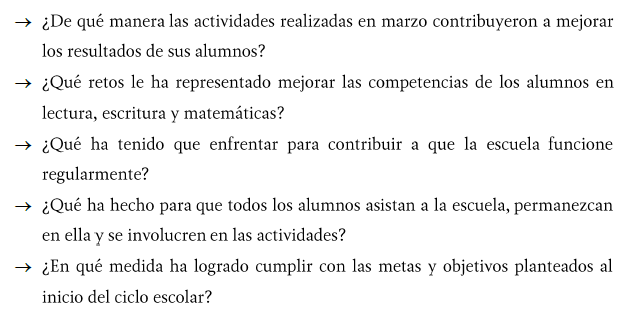 → ¿De qué manera las actividades realizadas en marzo contribuyeron a mejorar
los resultados de sus alumnos?
→ ¿Qué retos le ha representado mejorar las competencias de los alumnos en
lectura, escritura y matemáticas?
→ ¿Qué ha tenido que enfrentar para contribuir a que la escuela funcione
regularmente?
→ ¿Qué ha hecho para que todos los alumnos asistan a la escuela, permanezcan
en ella y se involucren en las actividades?
→ ¿En qué medida ha logrado cumplir con las metas y objetivos planteados al
inicio del ciclo escolar?